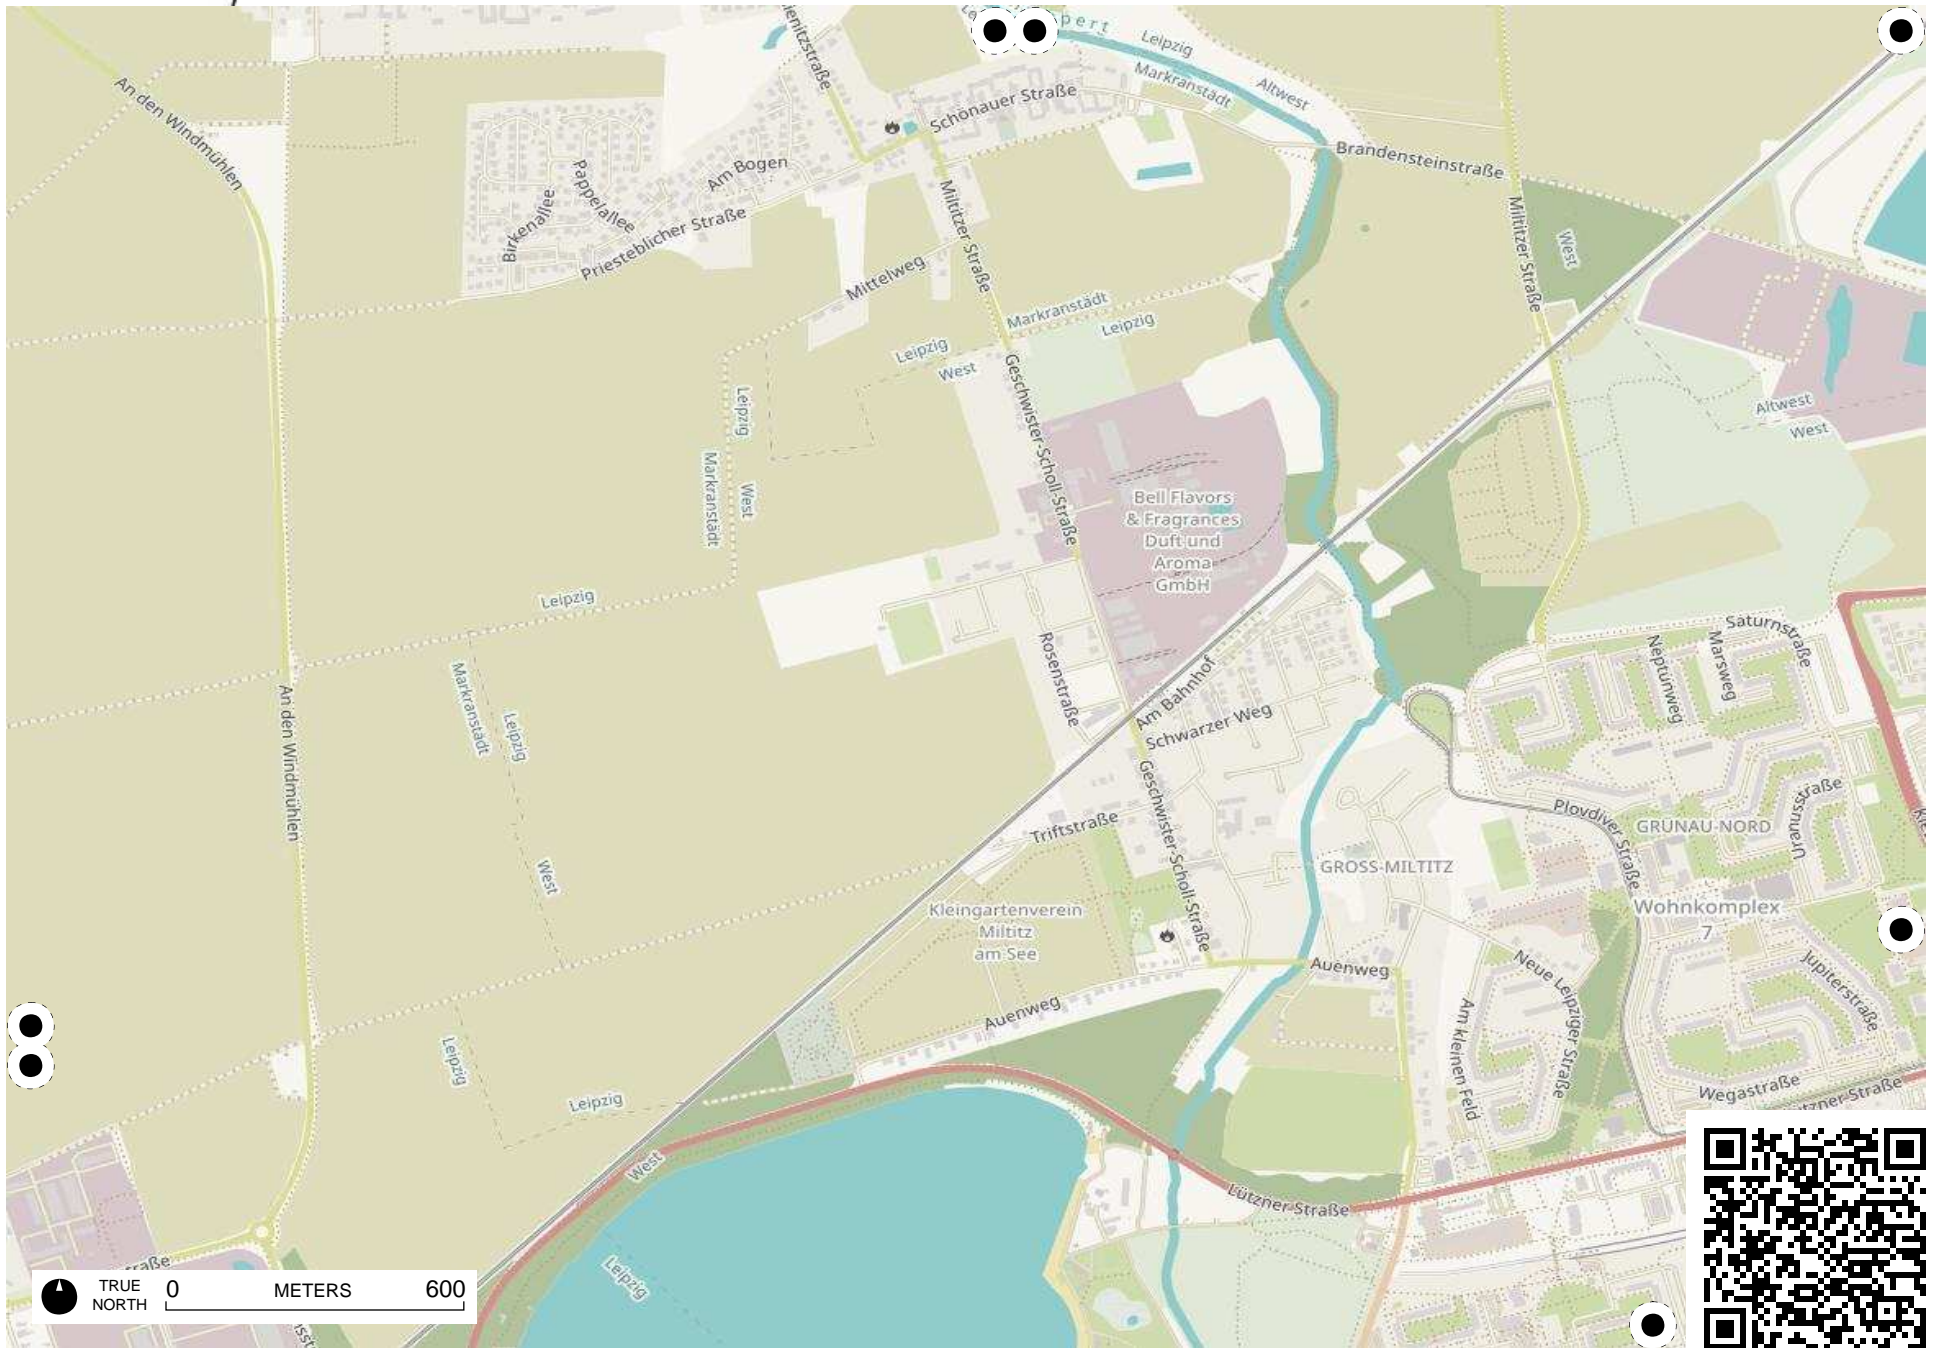 pert
Leipzig
Markranstädt
Altwest
An den Windmühlen
Schönauer Straße
Brandensteinstraße
Am Bogen
Pappelallee
Birkenallee
Priesteblicher Straße
Mittelweg
Miltitzer Straße
Miltitzer Straße
West
Markranstädt
Leipzig
Leipzig
West
Geschwister-Scholl-Straße
Leipzig
Markranstädt
West
Altwest
West
Bell Flavors
& Fragrances
Duft und
Aroma
GmbH
Leipzig
Markranstädt
Leipzig
West
An den Windmühlen
Rosenstraße
Am Bahnhof
Schwarzer Weg
Saturnstraße
Neptunweg
Marsweg
Geschwister-Scholl-Straße
Triftstraße
Plovdiver Straße
GRÜNAU-NORD
Uranusstraße
GROSS-MILTITZ
Wohnkomplex
7
Kleingartenverein
Miltitz
am See
Auenweg
Auenweg
Neue Leipziger Straße
Jupiterstraße
Am kleinen Feld
Wegastraße
tzner Straße
Leipzig
Leipzig
West
Lützner Straße
Leipzig
raße
TRUE
NORTH
0 METERS 600